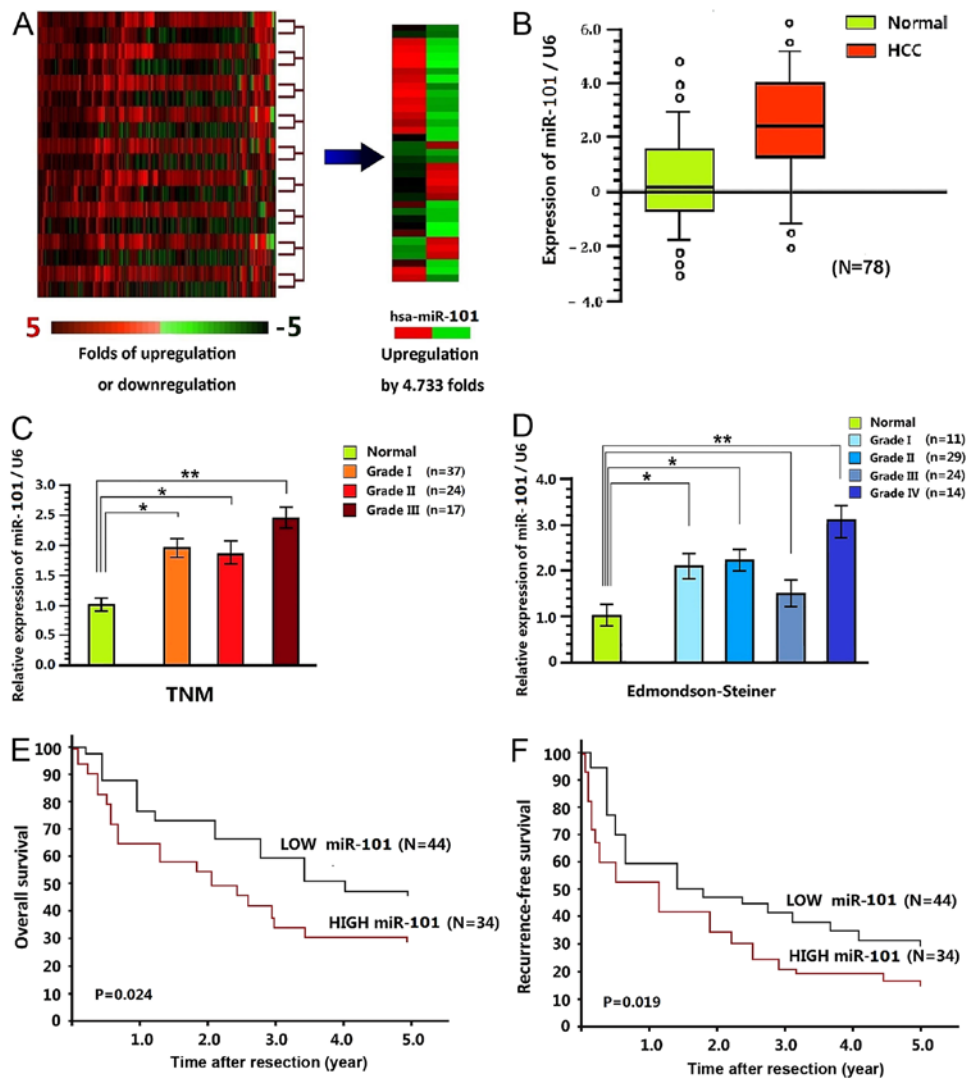 A
5
-5
Folds of upregulation
or downregulation
hsa-miR-101
Upregulation
by 4.733 folds
B
Expression of miR-101 / U6
6.0
4.0
2.0
0
- 2.0
- 4.0
Normal
HCC
(N=78)
C
Relative expression of miR-101 / U6
3.0
2.5
2.0
1.5
1.0
0.5
0.0
**
*
*
Normal
Grade I (n=37)
Grade II (n=24)
Grade III (n=17)
TNM
D
Relative expression of miR-101 / U6
4.0
3.0
2.0
1.0
0
**
*
*
Normal
Grade I (n=11)
Grade II (n=29)
Grade III (n=24)
Grade IV (n=14)
Edmondson-Steiner
E
Overall survival
100
90
80
70
60
50
40
30
20
10
0
LOW miR-101 (N=44)
HIGH miR-101 (N=34)
P=0.024
1.0 2.0 3.0 4.0 5.0
Time after resection (year)
F
Recurrence-free survival
100
90
80
70
60
50
40
30
20
10
0
LOW miR-101 (N=44)
HIGH miR-101 (N=34)
P=0.019
1.0 2.0 3.0 4.0 5.0
Time after resection (year)